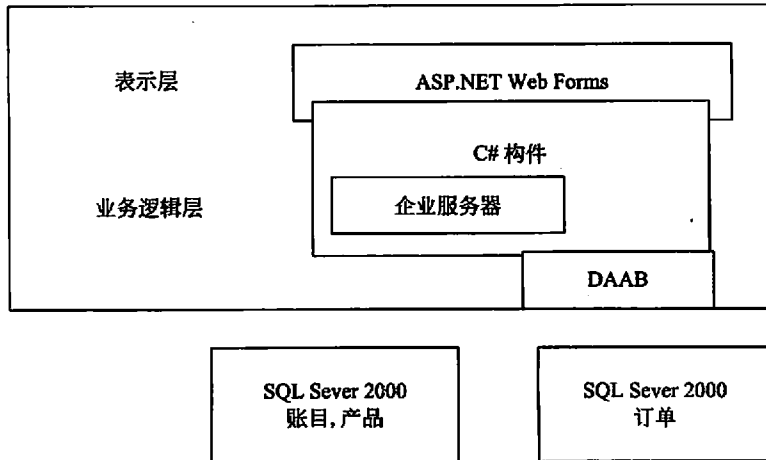 表示层
ASP.NET Web Forms
C# 构件
业务逻辑层
企业服务器
DAAB
SQL Sever 2000
账目,产品
SQL Sever 2000
订单